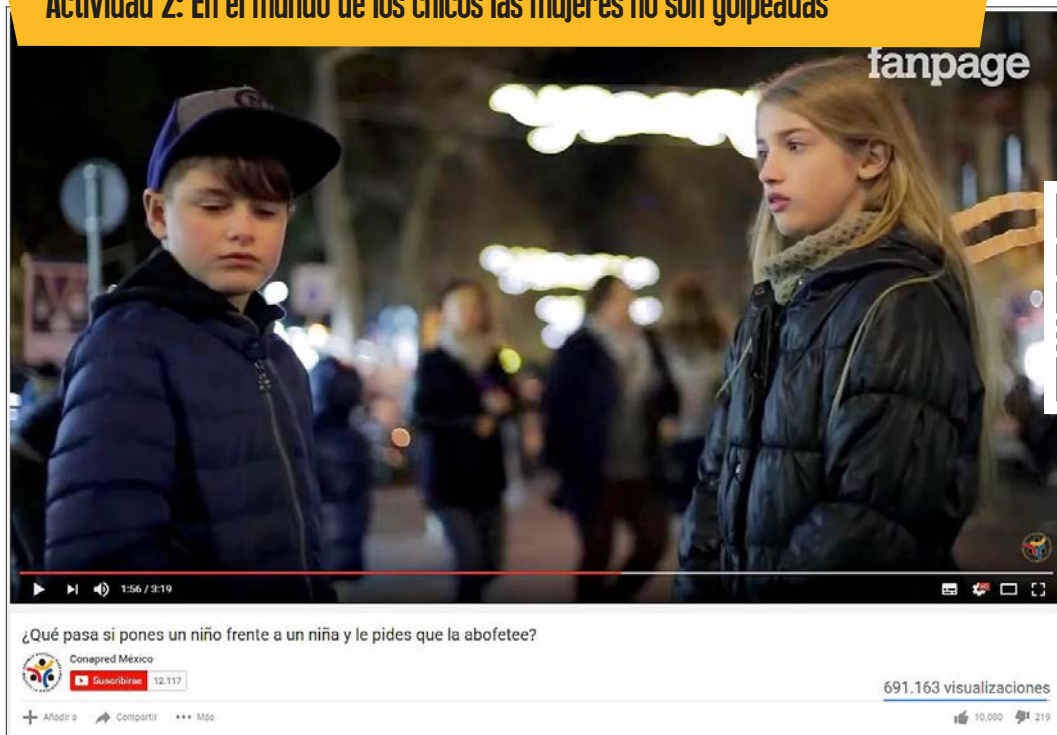 Actividad 2: En el mundo de los chicos las mujeres no son golpeadas
fanpage
1:56 / 3:19
¿Qué pasa si pones un niño frente a un niña y le pides que la abofetee?
Conapred México
Suscribirse 12.117
691.163 visualizaciones
Añadir a Compartir Más
10.080 219